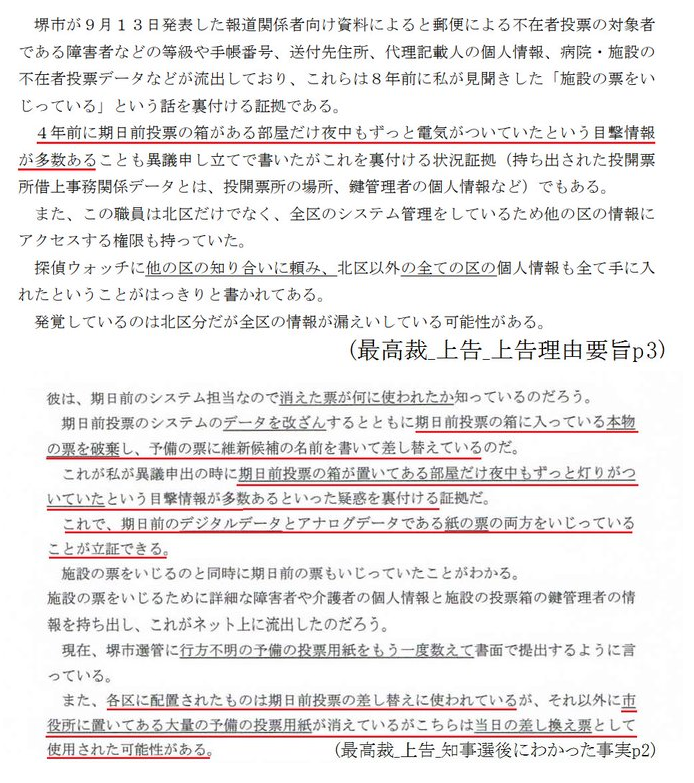 堺市が９月１３日発表した報道関係者向け資料によると郵便による不在者投票の対象者
である障害者などの等級や手帳番号、送付先住所、代理記載人の個人情報、病院・施設の
不在者投票データなどが流出しており、これらは８年前に私が見聞きした「施設の票をい
じっている」という話を裏付ける証拠である。
４年前に期日前投票の箱がある部屋だけ夜中もずっと電気がついていたという目撃情報
が多数あることも異議申し立てで書いたがこれを裏付ける状況証拠（持ち出された投開票
所借上事務関係データとは、投開票所の場所、鍵管理者の個人情報など）でもある。
また、この職員は北区だけでなく、全区のシステム管理をしているため他の区の情報に
アクセスする権限も持っていた。
探偵ウォッチに他の区の知り合いに頼み、北区以外の全ての区の個人情報も全て手に入
れたということがはっきりと書かれてある。
発覚しているのは北区分だが全区の情報が漏えいしている可能性がある。
(最高裁_上告_上告理由要旨p3)
彼は、期日前のシステム担当なので消えた票が何に使われたか知っているのだろう。
期日前投票のシステムのデータを改ざんするとともに期日前投票の箱に入っている本物
の票を破棄し、予備の票に維新候補の名前を書いて差し替えているのだ。
これが私が異議申出の時に期日前投票の箱が置いてある部屋だけ夜中もずっと灯りがつ
いていたという目撃情報が多数あるといった疑惑を裏付ける証拠だ。
これで、期日前のデジタルデータとアナログデータである紙の票の両方をいじっている
ことが立証できる。
施設の票をいじるのと同時に期日前の票もいじっていたことがわかる。
施設の票をいじるために詳細な障害者や介護者の個人情報と施設の投票箱の鍵管理者の情
報を持ち出し、これがネット上に流出したのだろう。
現在、堺市選管に行方不明の予備の投票用紙をもう一度数えて書面で提出するように言
っている。
また、各区に配置されたものは期日前投票の差し替えに使われているが、それ以外に市
役所に置いてある大量の予備の投票用紙が消えているがこちらは当日の差し換え票として
使用された可能性がある。
(最高裁_上告_知事選後にわかった事実p2)